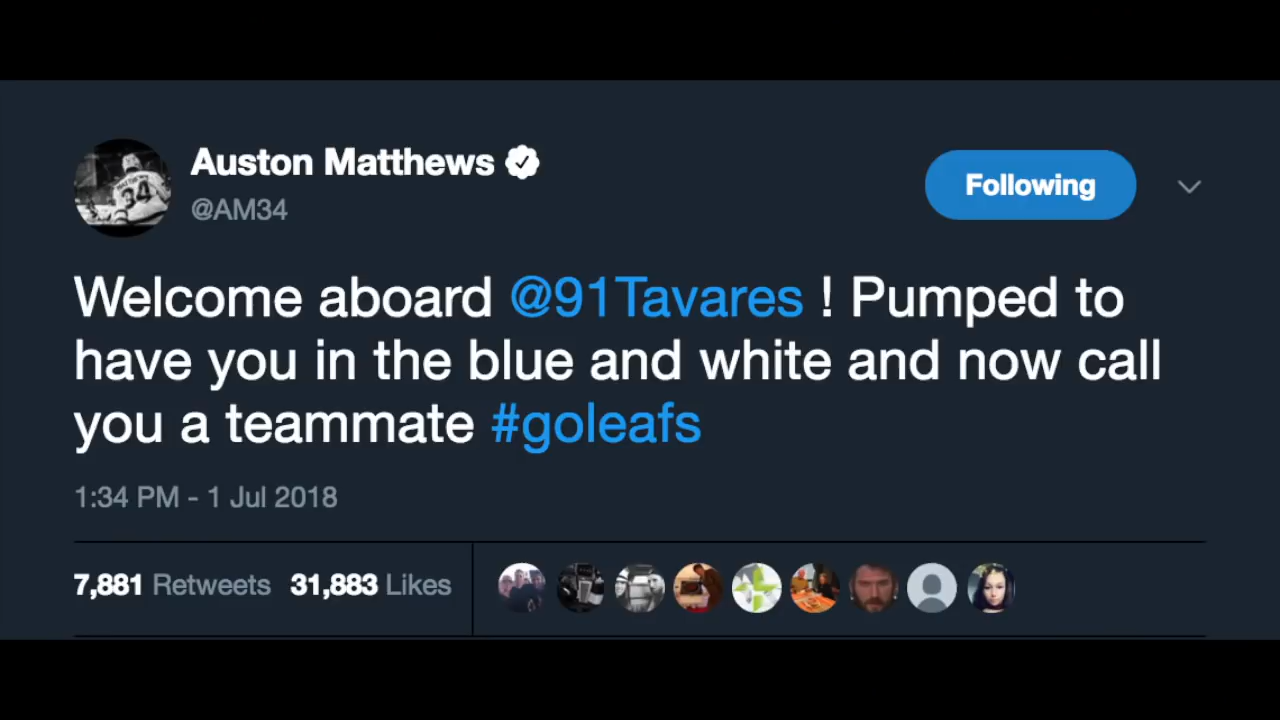 Auston Matthews
@AM34
Following
Welcome aboard @91Tavares ! Pumped to
have you in the blue and white and now call
you a teammate #goleafs
1:34 PM - 1 Jul 2018
7,881 Retweets 31,883 Likes
34